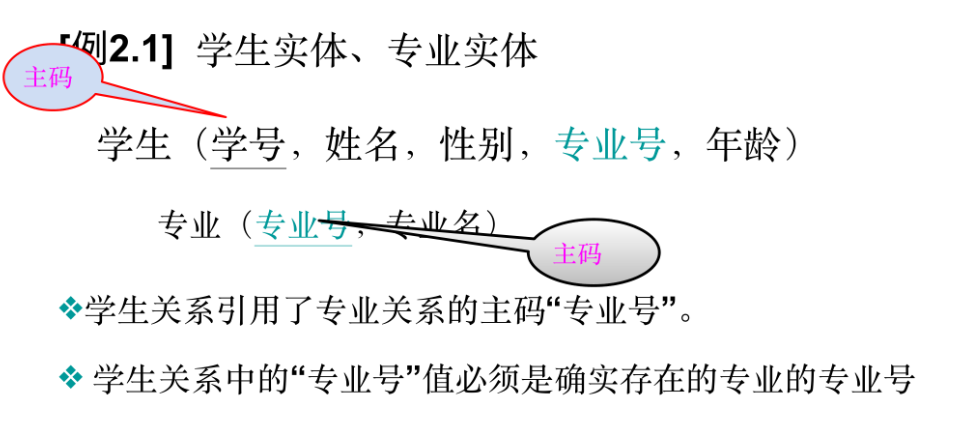 [例2.1] 学生实体、专业实体
主码
学生（学号，姓名，性别，专业号，年龄）
专业（专业号，专业名）
主码
❖学生关系引用了专业关系的主码“专业号”。
❖ 学生关系中的“专业号”值必须是确实存在的专业的专业号